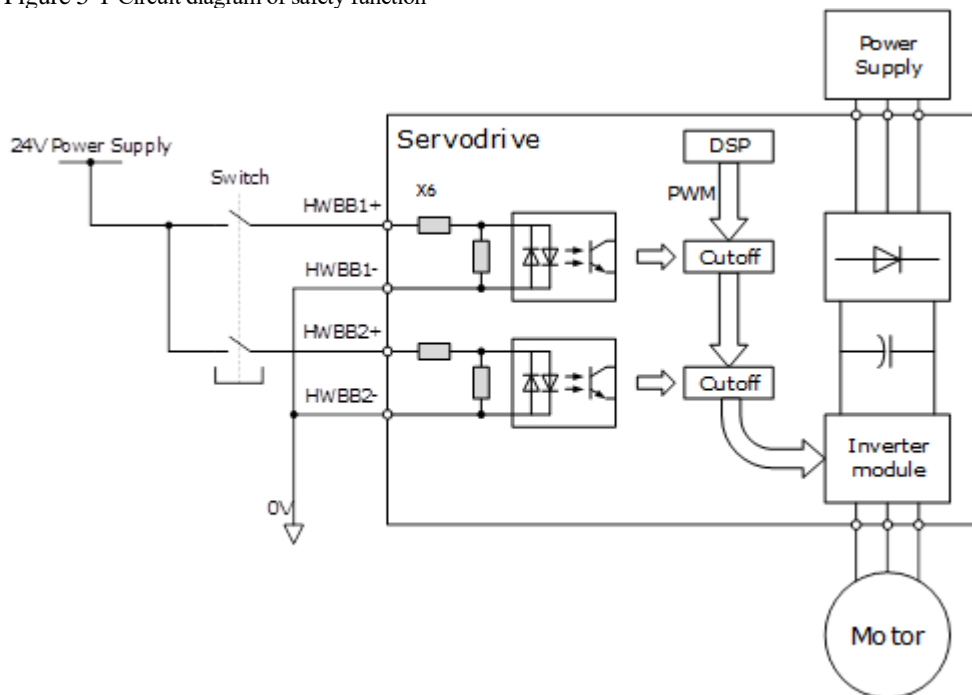 Figure 3-1 Circuit diagram of safety function
Power
Supply
Servodrive
24V Power Supply
DSP
Switch
X6
PWM
HWBB1+
Cutoff
HWBB1-
HWBB2+
Cutoff
HWBB2-
Inverter
module
0V
Motor